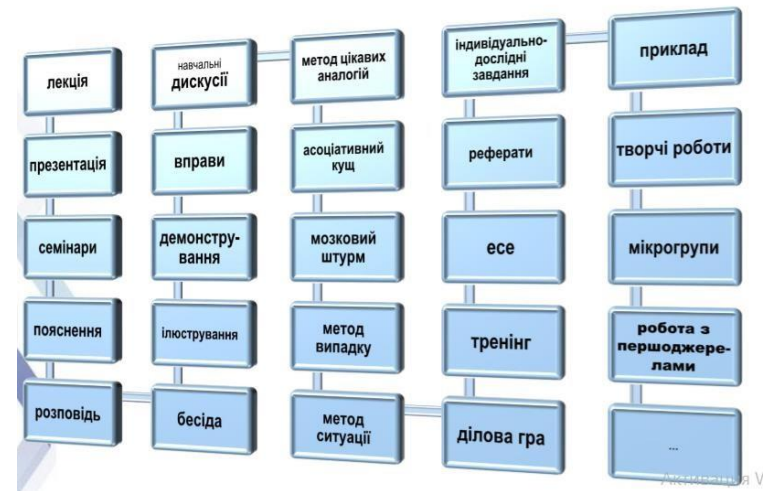 лекція
презентація
семінари
пояснення
розповідь
бесіда
ілюстрування
демонстру-
вання
вправи
навчальні
дискусії
метод цікавих
аналогій
асоціативний
кущ
мозковий
штурм
метод
випадку
метод
ситуації
ділова гра
тренінг
есе
реферати
індивідуально-
дослідні
завдання
приклад
творчі роботи
мікрогрупи
робота з
першоджере-
лами
...
Активация W